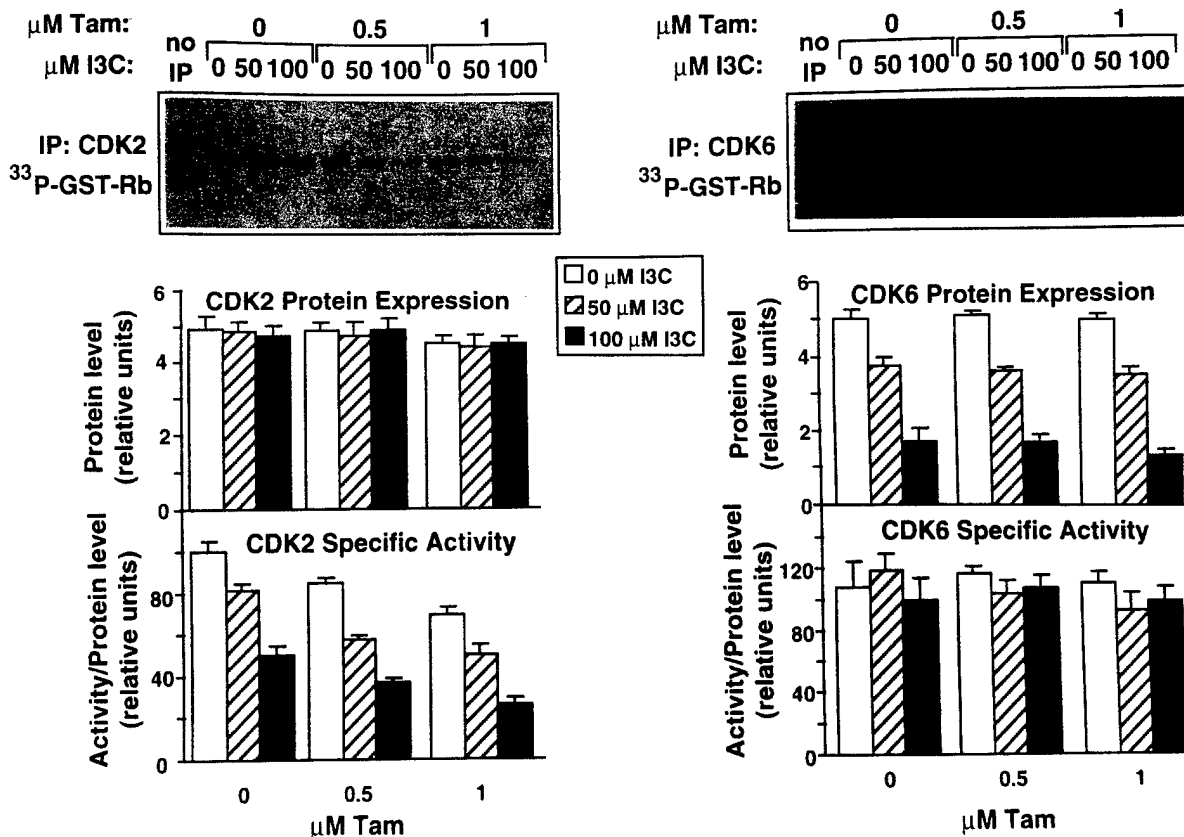 μM Tam: 0 0.5 1
no
μM I3C: IP 0 50 100 0 50 100 0 50 100
IP: CDK2
³³P-GST-Rb
μM Tam: 0 0.5 1
no
μM I3C: IP 0 50 100 0 50 100 0 50 100
IP: CDK6
³³P-GST-Rb
0 μM I3C
50 μM I3C
100 μM I3C
CDK2 Protein Expression
Protein level
(relative units)
6
4
2
0
CDK2 Specific Activity
Activity/Protein level
(relative units)
80
40
0
0 0.5 1
μM Tam
CDK6 Protein Expression
Protein level
(relative units)
6
4
2
0
CDK6 Specific Activity
Activity/Protein level
(relative units)
120
80
40
0
0 0.5 1
μM Tam